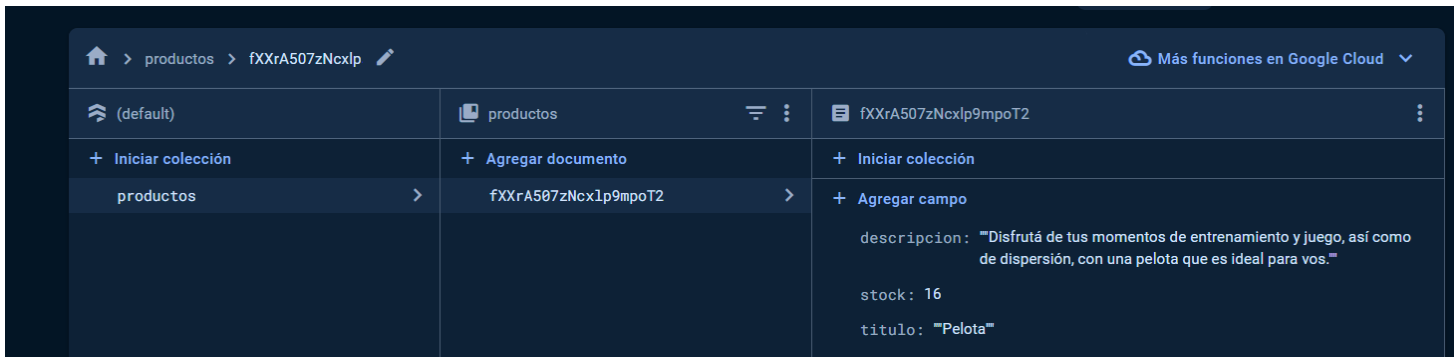 productos
fXXrA507zNcxlp
Más funciones en Google Cloud
(default)
productos
fXXrA507zNcxlp9mpoT2
+ Iniciar colección
+ Agregar documento
+ Iniciar colección
productos
fXXrA507zNcxlp9mpoT2
+ Agregar campo
descripcion: ""Disfrutá de tus momentos de entrenamiento y juego, así como
de dispersión, con una pelota que es ideal para vos.""
stock: 16
titulo: ""Pelota""